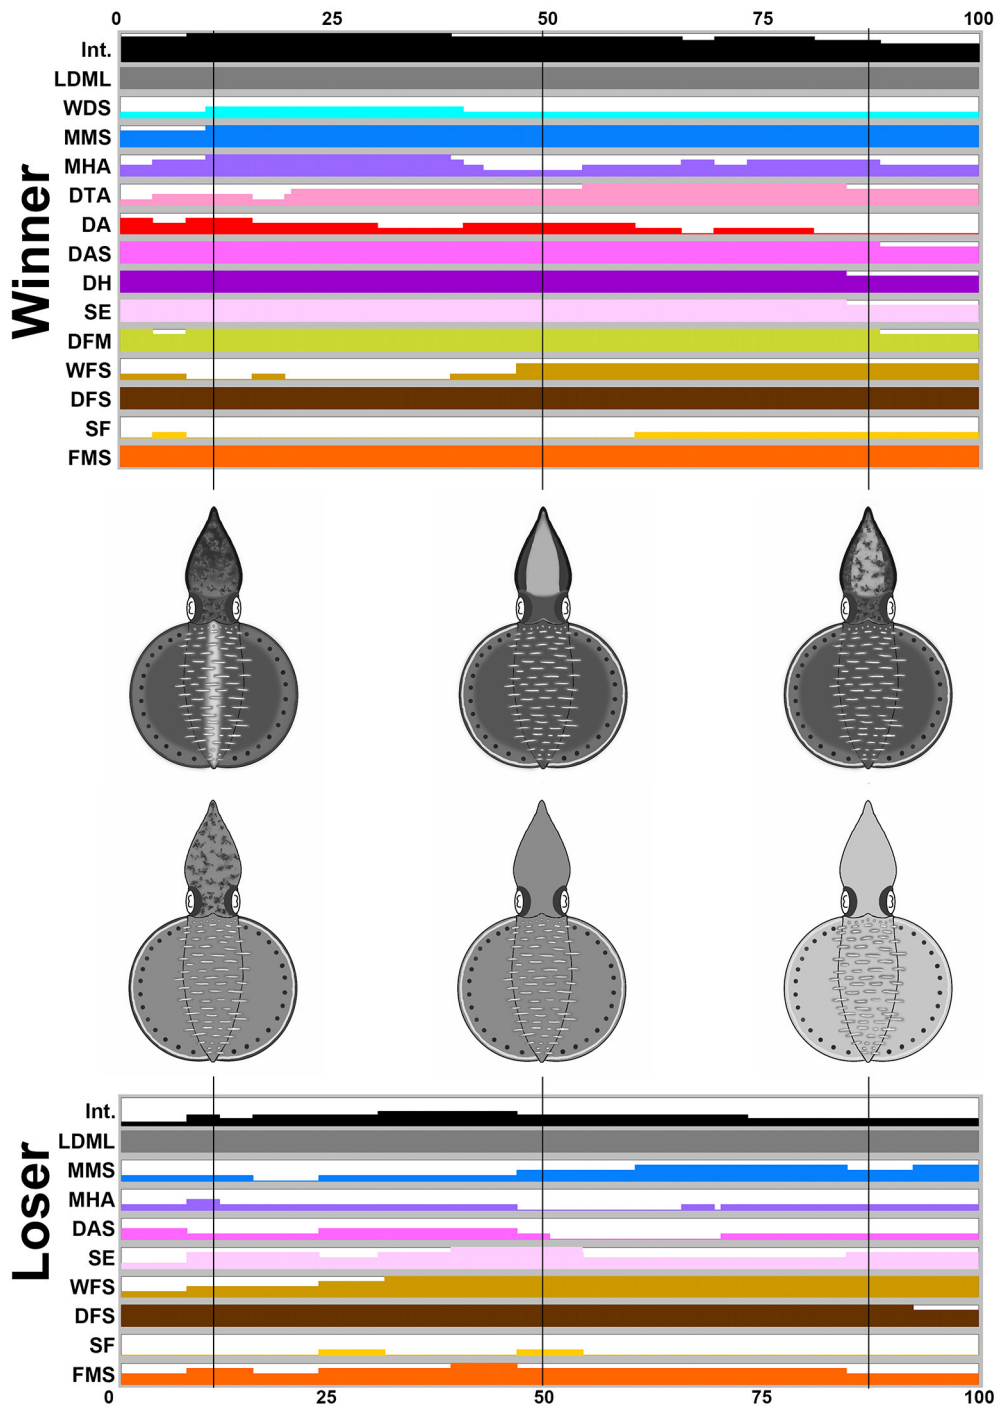 0 25 50 75 100
Winner
Int.
LDML
WDS
MMS
MHA
DTA
DA
DAS
DH
SE
DFM
WFS
DFS
SF
FMS
Loser
Int.
LDML
MMS
MHA
DAS
SE
WFS
DFS
SF
FMS
0 25 50 75 100